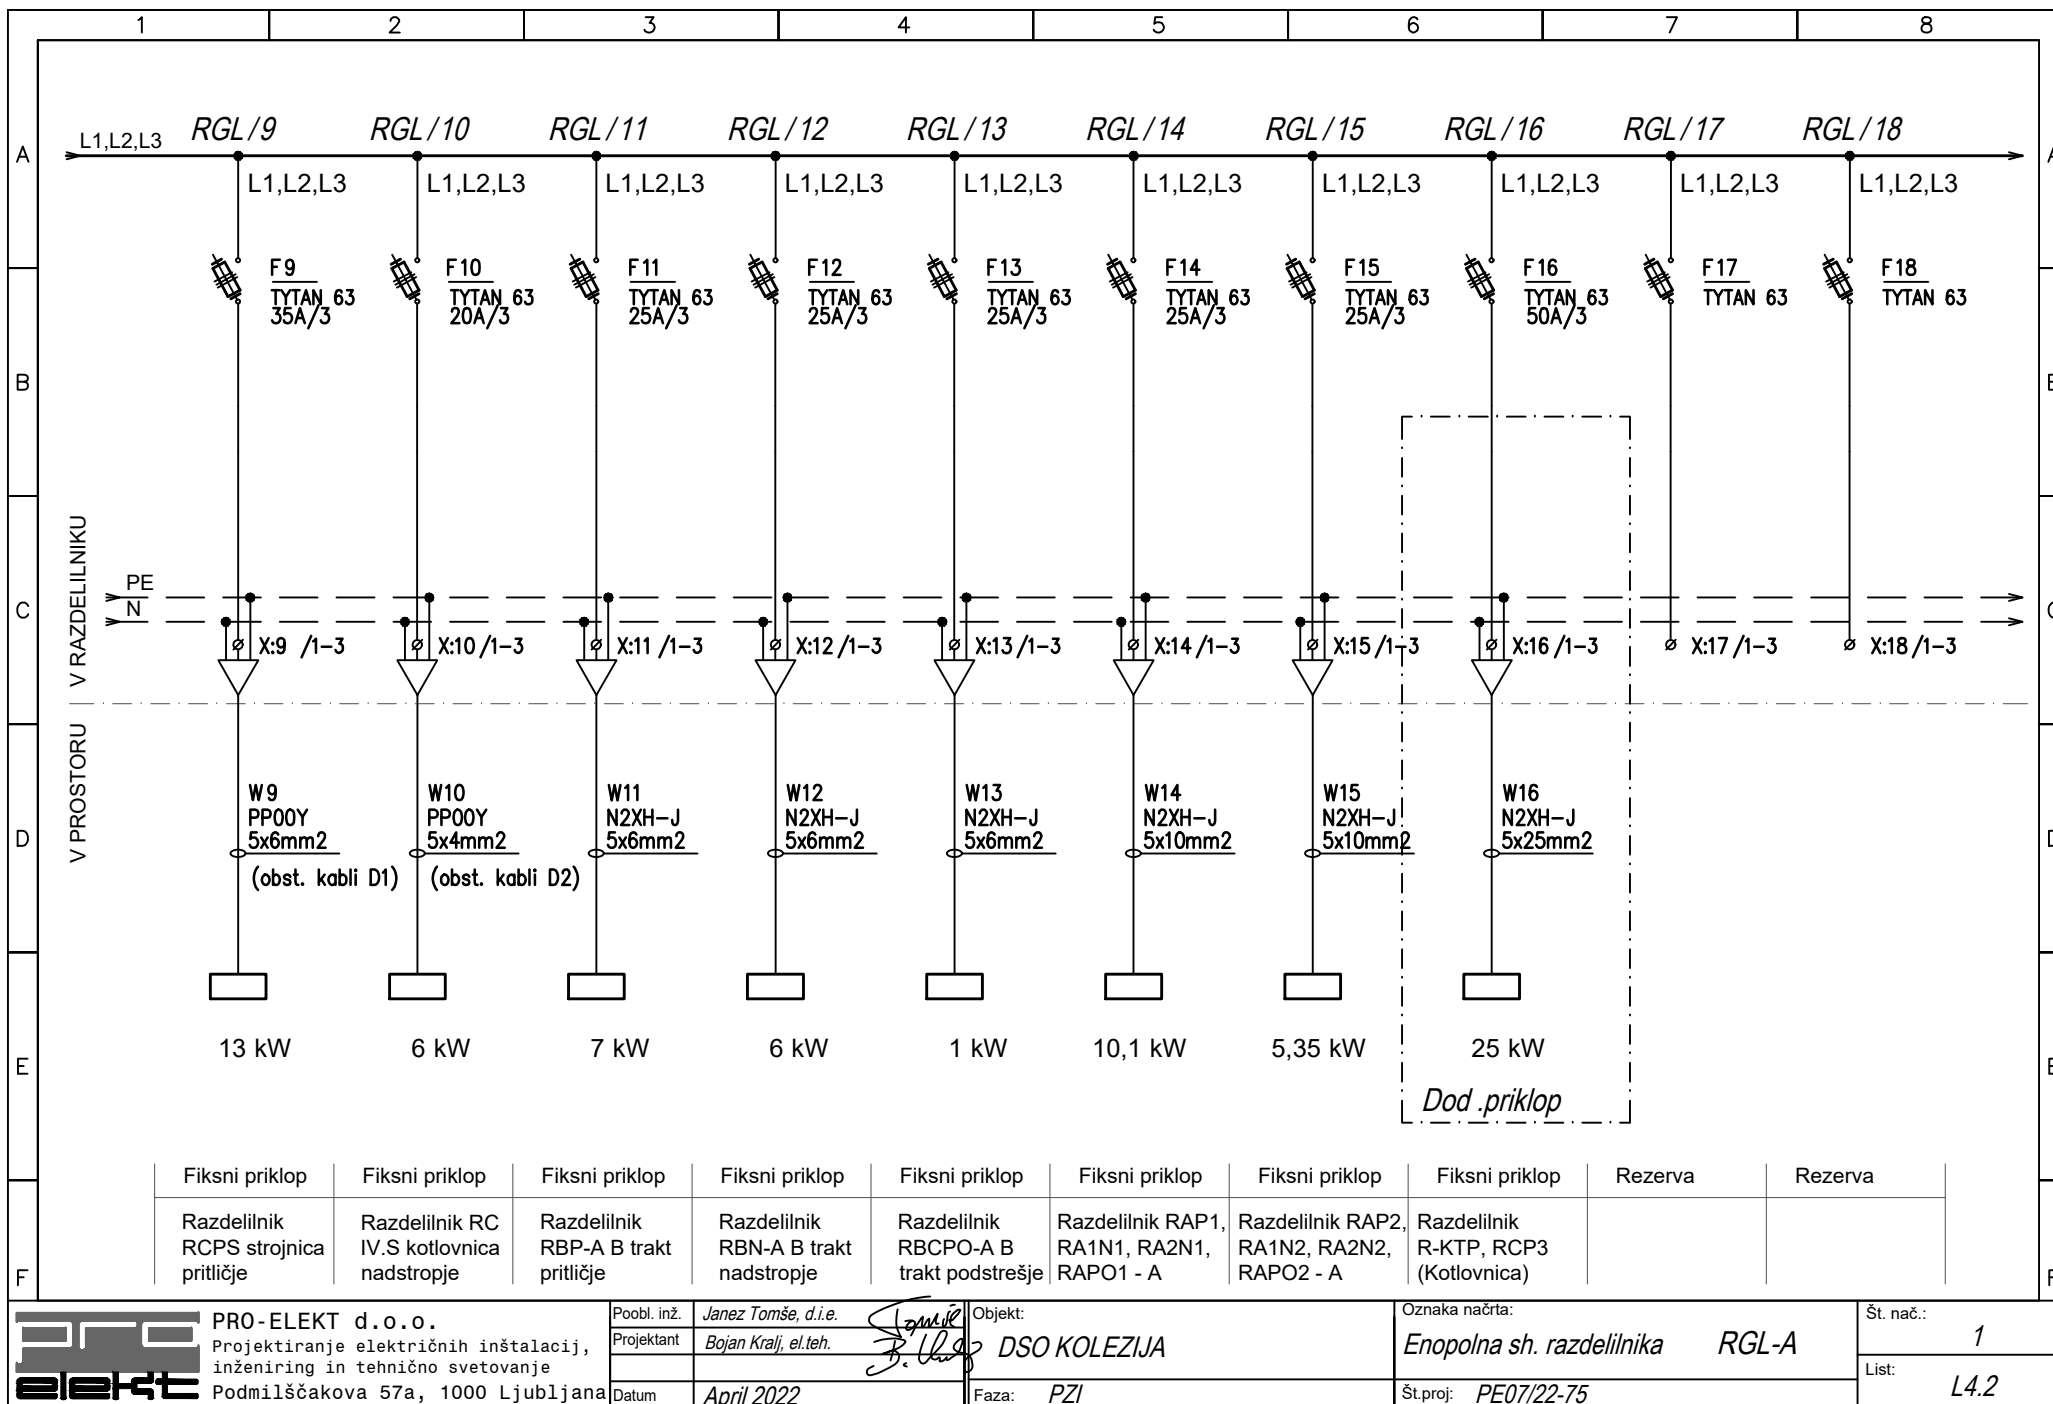 1 2 3 4 5 6 7 8
RGL/9 RGL/10 RGL/11 RGL/12 RGL/13 RGL/14 RGL/15 RGL/16 RGL/17 RGL/18
A L1,L2,L3 A
L1,L2,L3 L1,L2,L3 L1,L2,L3 L1,L2,L3 L1,L2,L3 L1,L2,L3 L1,L2,L3 L1,L2,L3 L1,L2,L3 L1,L2,L3
F9 F10 F11 F12 F13 F14 F15 F16 F17 F18
TYTAN 63 TYTAN 63 TYTAN 63 TYTAN 63 TYTAN 63 TYTAN 63 TYTAN 63 TYTAN 63 TYTAN 63 TYTAN 63
35A/3 20A/3 25A/3 25A/3 25A/3 25A/3 25A/3 50A/3
B B
V RAZDELILNIKU
PE
C N C
X:9 /1-3 X:10/1-3 X:11/1-3 X:12/1-3 X:13/1-3 X:14/1-3 X:15/1-3 X:16/1-3 X:17/1-3 X:18/1-3
V PROSTORU
W9 W10 W11 W12 W13 W14 W15 W16
PP00Y PP00Y N2XH-J N2XH-J N2XH-J N2XH-J N2XH-J N2XH-J
D 5x6mm2 5x4mm2 5x6mm2 5x6mm2 5x6mm2 5x10mm2 5x10mm2 5x25mm2 D
(obst. kabli D1) (obst. kabli D2)
13 kW 6 kW 7 kW 6 kW 1 kW 10,1 kW 5,35 kW 25 kW
E E
Dod .priklop
Fiksni priklop Fiksni priklop Fiksni priklop Fiksni priklop Fiksni priklop Fiksni priklop Fiksni priklop Fiksni priklop Rezerva Rezerva
Razdelilnik Razdelilnik RC Razdelilnik Razdelilnik Razdelilnik Razdelilnik RAP1, Razdelilnik RAP2, Razdelilnik
RCPS strojnica IV.S kotlovnica RBP-A B trakt RBN-A B trakt RBCPO-A B RA1N1, RA2N1, RA1N2, RA2N2, R-KTP, RCP3
pritličje nadstropje pritličje nadstropje trakt podstrešje RAPO1 - A RAPO2 - A (Kotlovnica)
F F
pro
elekt
PRO-ELEKT d.o.o.
Projektiranje električnih inštalacij,
inženiring in tehnično svetovanje
Podmilščakova 57a, 1000 Ljubljana
Poobl. inž. Janez Tomše, d.i.e.
Projektant Bojan Kralj, el.teh.
Datum April 2022
Objekt:
DSO KOLEZIJA
Faza: PZI
Oznaka načrta:
Enopolna sh. razdelilnika RGL-A
Št.proj: PE07/22-75
Št. nač.:
1
List:
L4.2